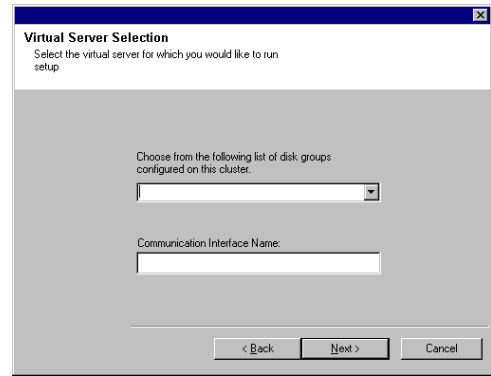 Virtual Server Selection
Select the virtual server for which you would like to run
setup
Choose from the following list of disk groups
configured on this cluster.
Communication Interface Name:
< Back
Next >
Cancel